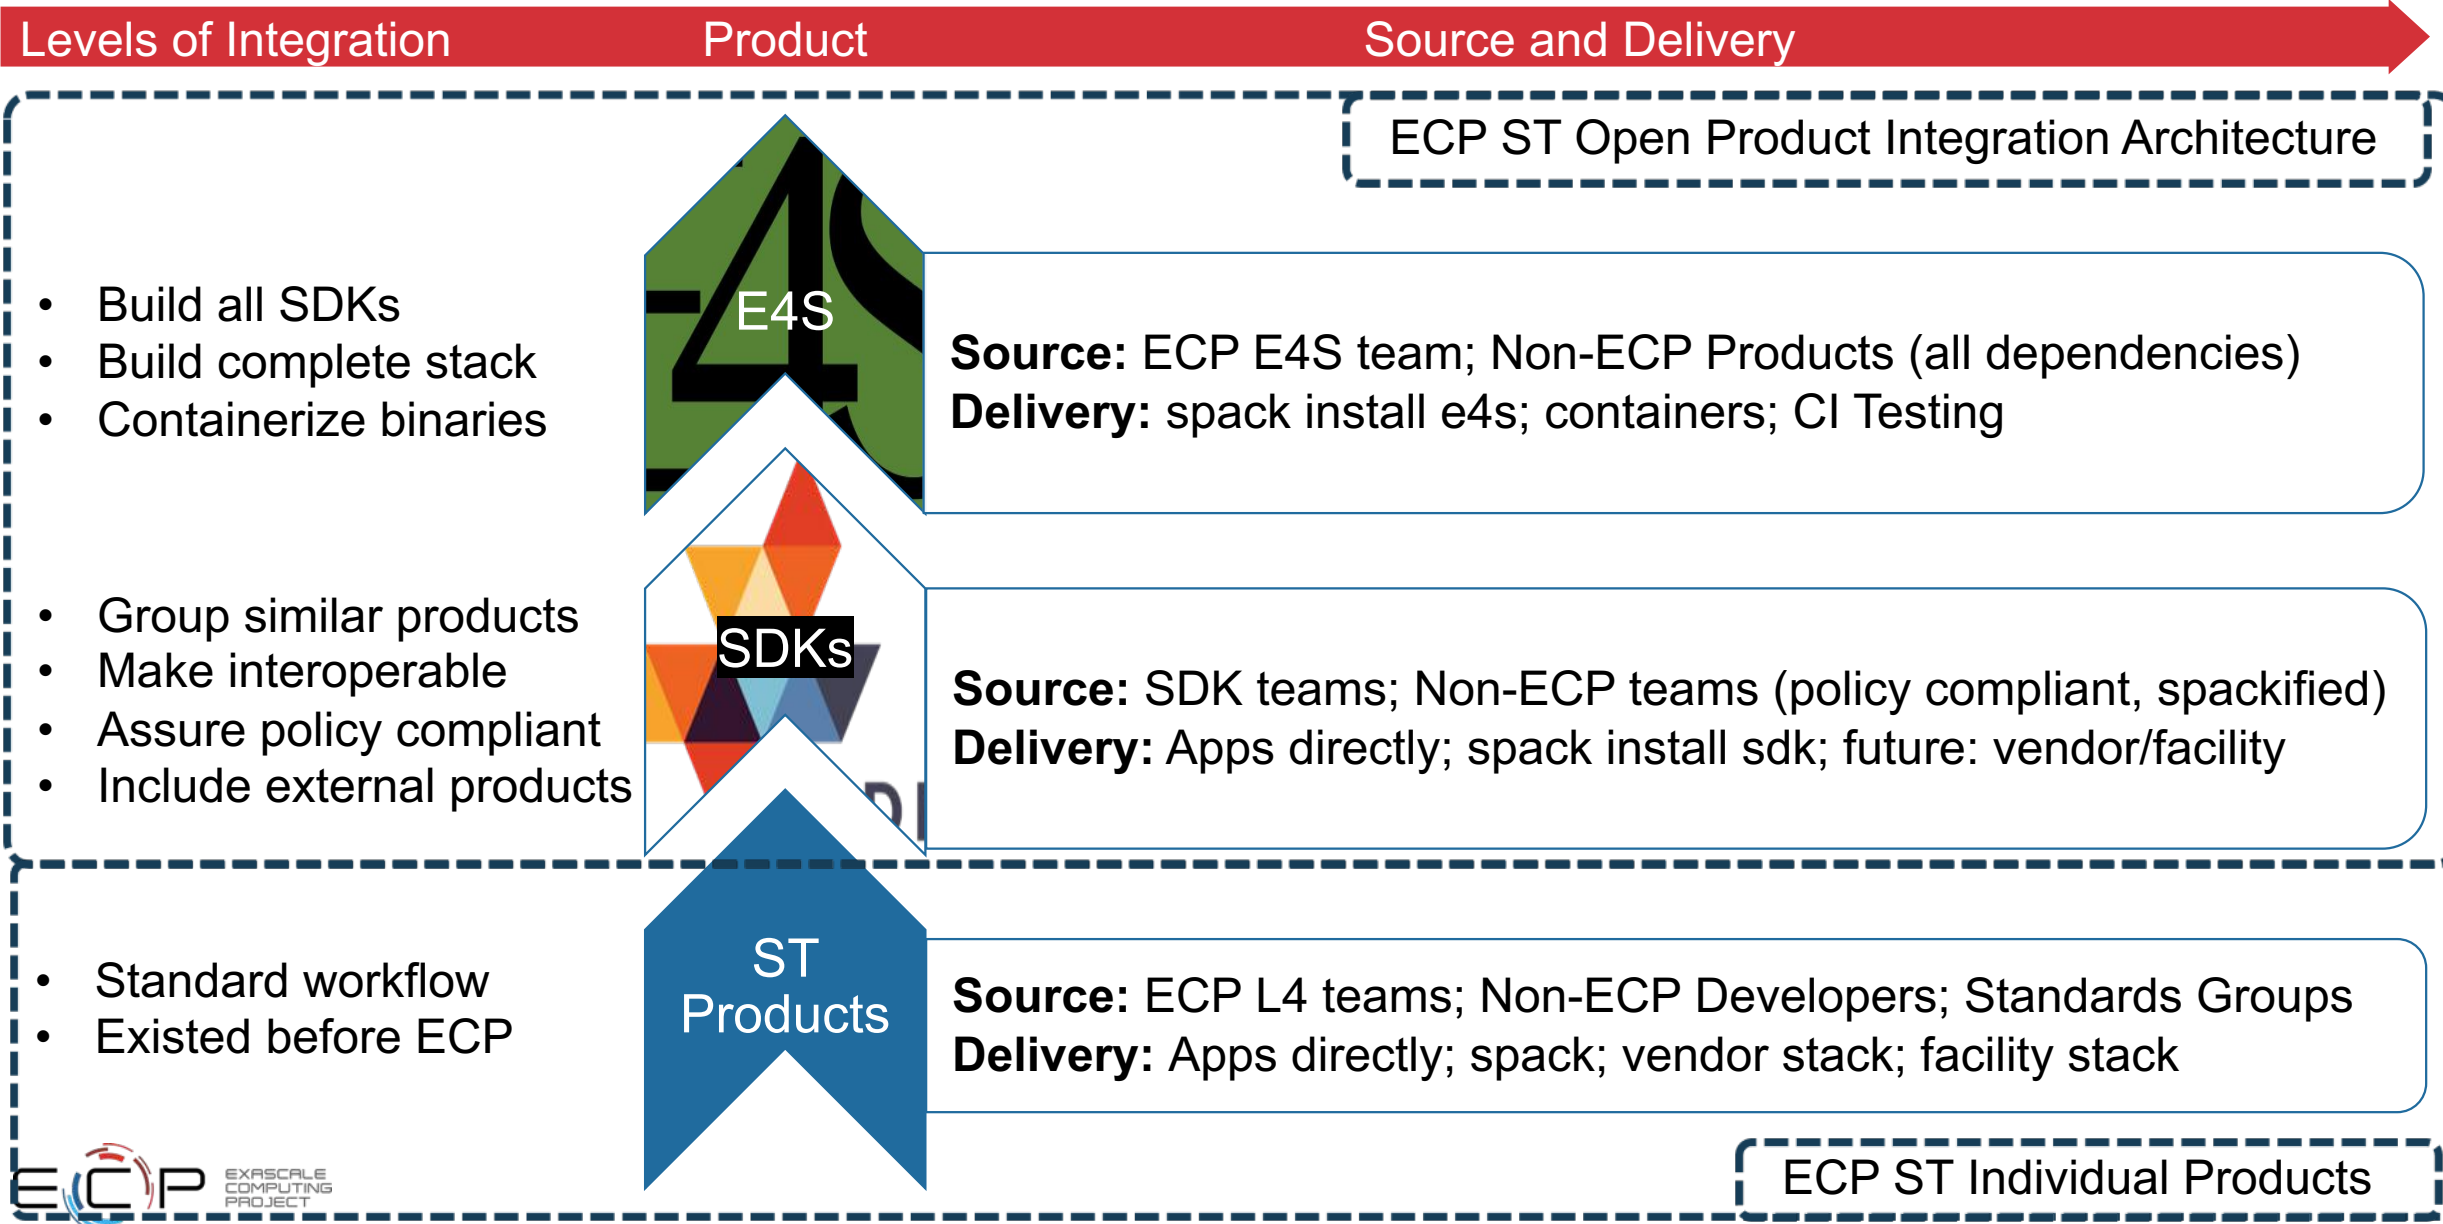 Levels of Integration Product Source and Delivery
ECP ST Open Product Integration Architecture
• Build all SDKs
• Build complete stack
• Containerize binaries
E4S
Source: ECP E4S team; Non-ECP Products (all dependencies)
Delivery: spack install e4s; containers; CI Testing
• Group similar products
• Make interoperable
• Assure policy compliant
• Include external products
SDKs
Source: SDK teams; Non-ECP teams (policy compliant, spackified)
Delivery: Apps directly; spack install sdk; future: vendor/facility
• Standard workflow
• Existed before ECP
ST
Products
Source: ECP L4 teams; Non-ECP Developers; Standards Groups
Delivery: Apps directly; spack; vendor stack; facility stack
ECP
EXASCALE
COMPUTING
PROJECT
ECP ST Individual Products